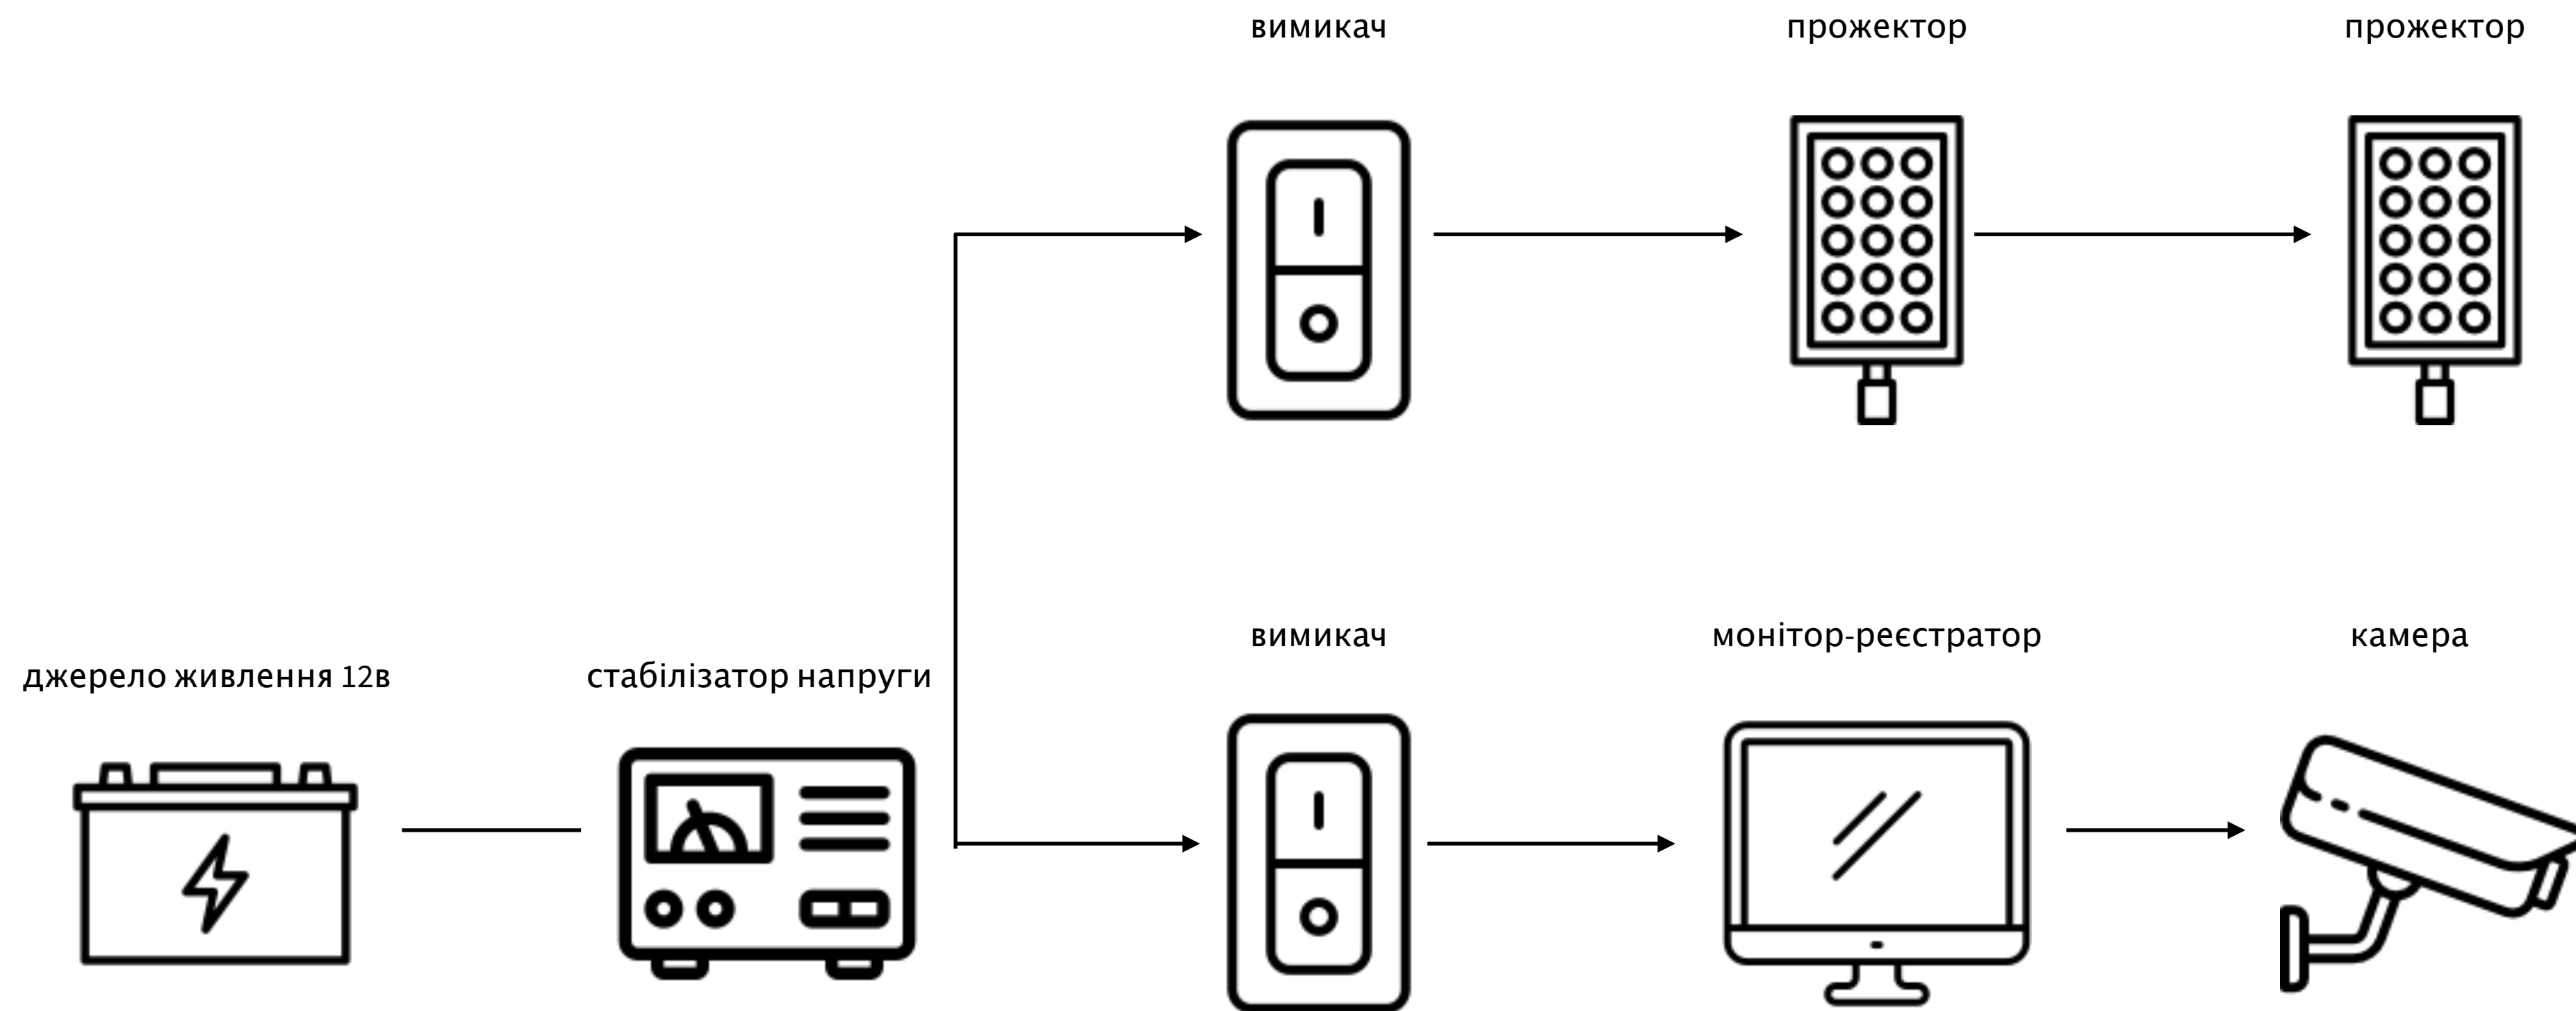 вимикач
прожектор
прожектор
вимикач
монітор-реєстратор
камера
джерело живлення 12в
стабілізатор напруги